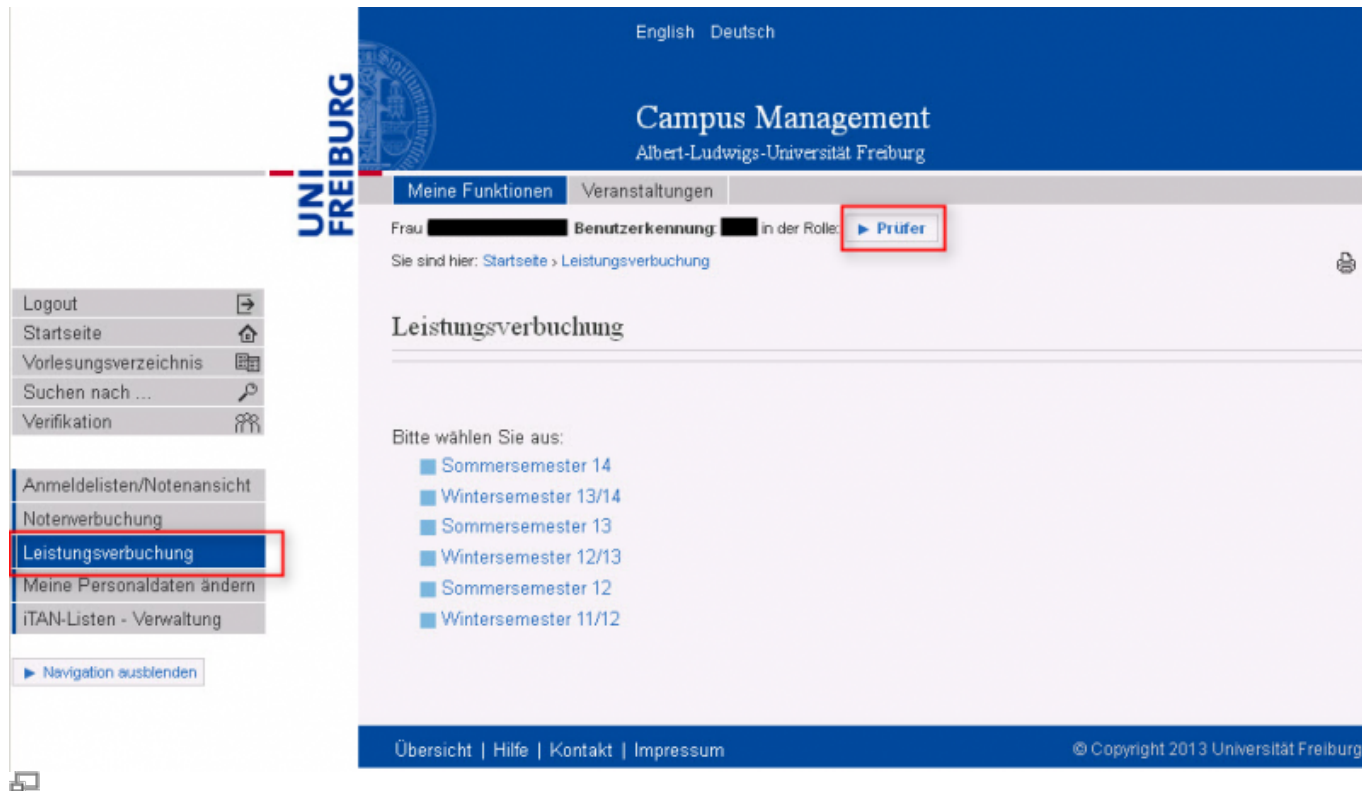 English Deutsch
UNI
FREIBURG
Campus Management
Albert-Ludwigs-Universität Freiburg
Meine Funktionen Veranstaltungen
Frau Benutzerkennung: in der Rolle: ► Prüfer
Sie sind hier: Startseite › Leistungsverbuchung
Logout
Startseite
Vorlesungsverzeichnis
Suchen nach ...
Verifikation
Anmeldelisten/Notenansicht
Notenverbuchung
Leistungsverbuchung
Meine Personaldaten ändern
iTAN-Listen - Verwaltung
► Navigation ausblenden
Leistungsverbuchung
Bitte wählen Sie aus:
Sommersemester 14
Wintersemester 13/14
Sommersemester 13
Wintersemester 12/13
Sommersemester 12
Wintersemester 11/12
Übersicht | Hilfe | Kontakt | Impressum
© Copyright 2013 Universität Freiburg